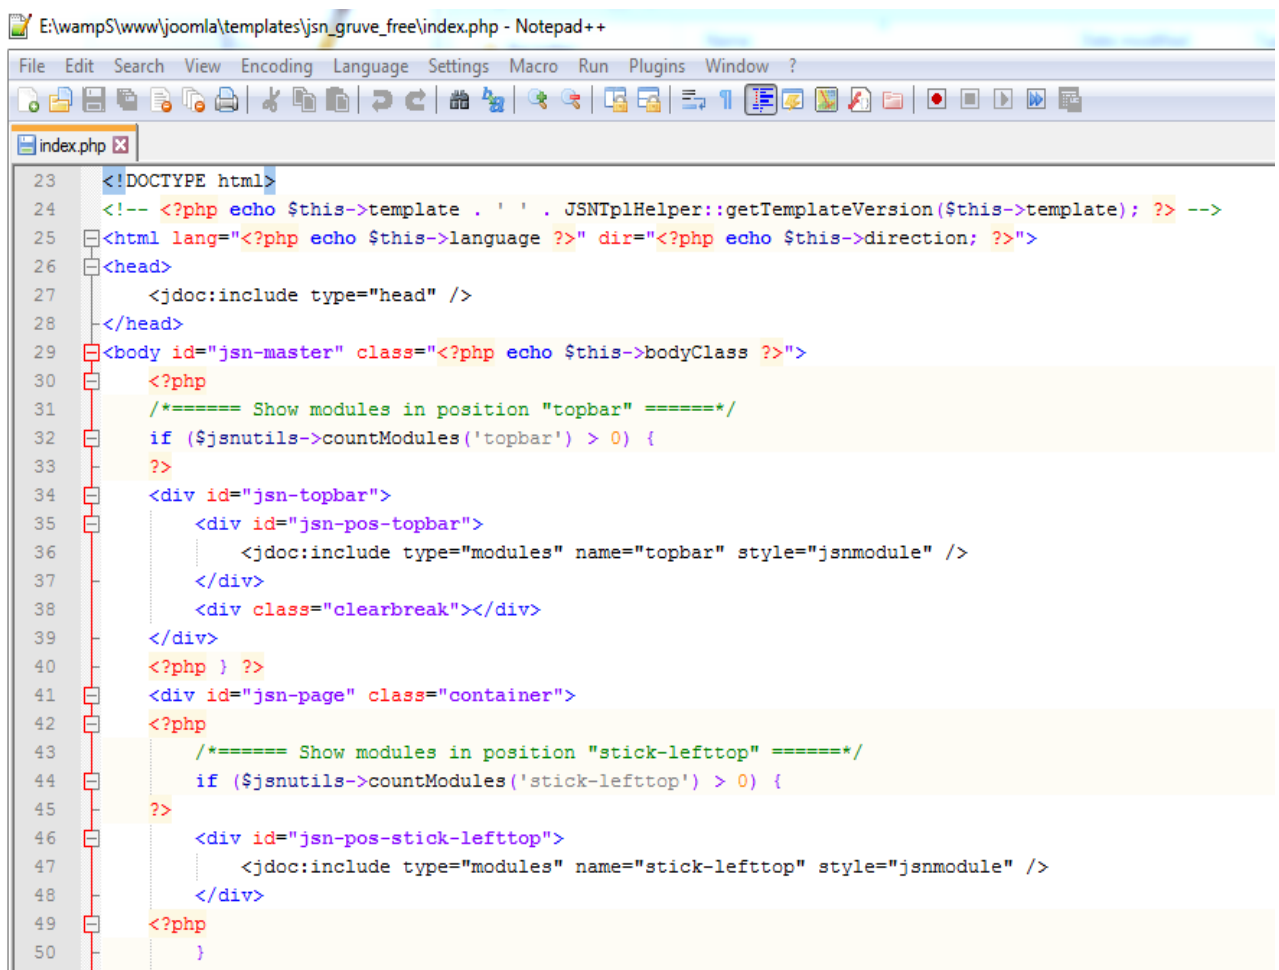 E:\wampS\www\joomla\templates\jsn_gruve_free\index.php - Notepad++
File Edit Search View Encoding Language Settings Macro Run Plugins Window ?
index.php
23 <!DOCTYPE html>
24 <!-- <?php echo $this->template . ' ' . JSNTplHelper::getTemplateVersion($this->template); ?> -->
25 <html lang="<?php echo $this->language ?>" dir="<?php echo $this->direction; ?>">
26 <head>
27     <jdoc:include type="head" />
28 </head>
29 <body id="jsn-master" class="<?php echo $this->bodyClass ?>">
30     <?php
31     /*====== Show modules in position "topbar" ======*/
32     if ($jsnutils->countModules('topbar') > 0) {
33     ?>
34     <div id="jsn-topbar">
35         <div id="jsn-pos-topbar">
36             <jdoc:include type="modules" name="topbar" style="jsnmodule" />
37         </div>
38         <div class="clearbreak"></div>
39     </div>
40     <?php } ?>
41     <div id="jsn-page" class="container">
42     <?php
43         /*====== Show modules in position "stick-lefttop" ======*/
44         if ($jsnutils->countModules('stick-lefttop') > 0) {
45     ?>
46         <div id="jsn-pos-stick-lefttop">
47             <jdoc:include type="modules" name="stick-lefttop" style="jsnmodule" />
48         </div>
49     <?php
50         }